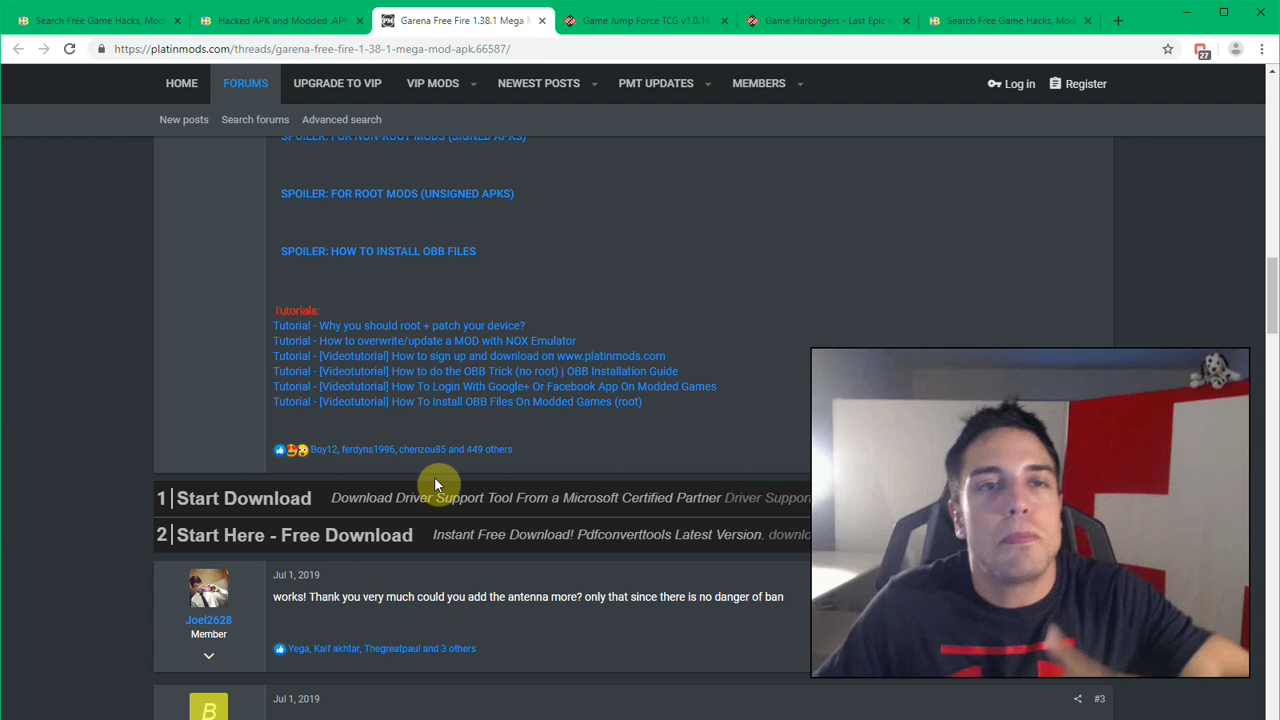 Search Free Game Hacks, Mod
Hacked APK and Modded .APK
Garena Free Fire 1.38.1 Mega M
Game Jump Force TCG v1.0.16
Game Harbingers - Last Epic v
Search Free Game Hacks, Mod
https://platinmods.com/threads/garena-free-fire-1-38-1-mega-mod-apk.66587/
27
HOME
FORUMS
UPGRADE TO VIP
VIP MODS
NEWEST POSTS
PMT UPDATES
MEMBERS
Log in
Register
New posts
Search forums
Advanced search
SPOILER: FOR NON-ROOT MODS (SIGNED APKS)
SPOILER: FOR ROOT MODS (UNSIGNED APKS)
SPOILER: HOW TO INSTALL OBB FILES
Tutorials:
Tutorial - Why you should root + patch your device?
Tutorial - How to overwrite/update a MOD with NOX Emulator
Tutorial - [Videotutorial] How to sign up and download on www.platinmods.com
Tutorial - [Videotutorial] How to do the OBB Trick (no root) | OBB Installation Guide
Tutorial - [Videotutorial] How To Login With Google+ Or Facebook App On Modded Games
Tutorial - [Videotutorial] How To Install OBB Files On Modded Games (root)
Boy12, ferdyns1996, chenzou85 and 449 others
1 | Start Download Download Driver Support Tool From a Microsoft Certified Partner Driver Suppor
2 | Start Here - Free Download Instant Free Download! Pdfconverttools Latest Version. downlo
Jul 1, 2019
works! Thank you very much could you add the antenna more? only that since there is no danger of ban
Joel2628
Member
Yega, Kaif akhtar, Thegreatpaul and 3 others
Jul 1, 2019
#3
B